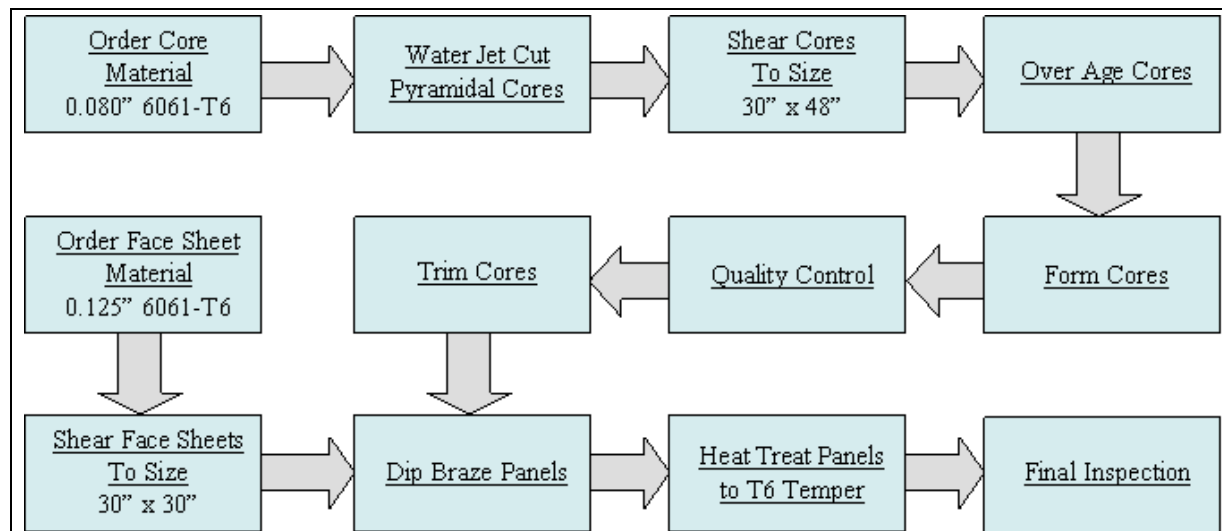 Order Core
Material
0.080” 6061-T6
Water Jet Cut
Pyramidal Cores
Shear Cores
To Size
30” x 48”
Over Age Cores
Form Cores
Quality Control
Trim Cores
Order Face Sheet
Material
0.125” 6061-T6
Shear Face Sheets
To Size
30” x 30”
Dip Braze Panels
Heat Treat Panels
to T6 Temper
Final Inspection